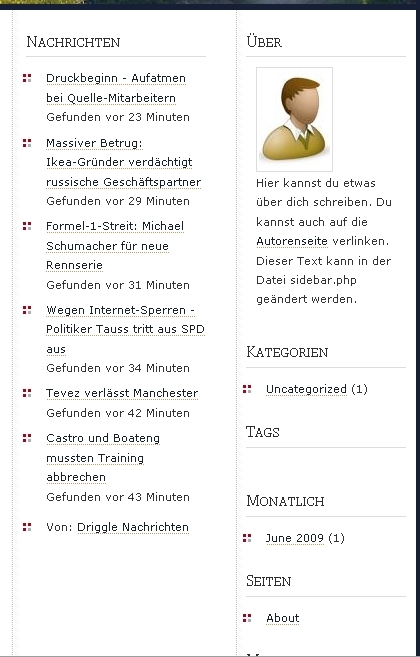 Nachrichten
Druckbeginn - Aufatmen
bei Quelle-Mitarbeitern
Gefunden vor 23 Minuten
Massiver Betrug:
Ikea-Gründer verdächtigt
russische Geschäftspartner
Gefunden vor 29 Minuten
Formel-1-Streit: Michael
Schumacher für neue
Rennserie
Gefunden vor 31 Minuten
Wegen Internet-Sperren -
Politiker Tauss tritt aus SPD
aus
Gefunden vor 34 Minuten
Tevez verlässt Manchester
Gefunden vor 42 Minuten
Castro und Boateng
mussten Training
abbrechen
Gefunden vor 43 Minuten
Von: Driggle Nachrichten
Über
Hier kannst du etwas
über dich schreiben. Du
kannst auch auf die
Autorenseite verlinken.
Dieser Text kann in der
Datei sidebar.php
geändert werden.
Kategorien
Uncategorized (1)
Tags
Monatlich
June 2009 (1)
Seiten
About